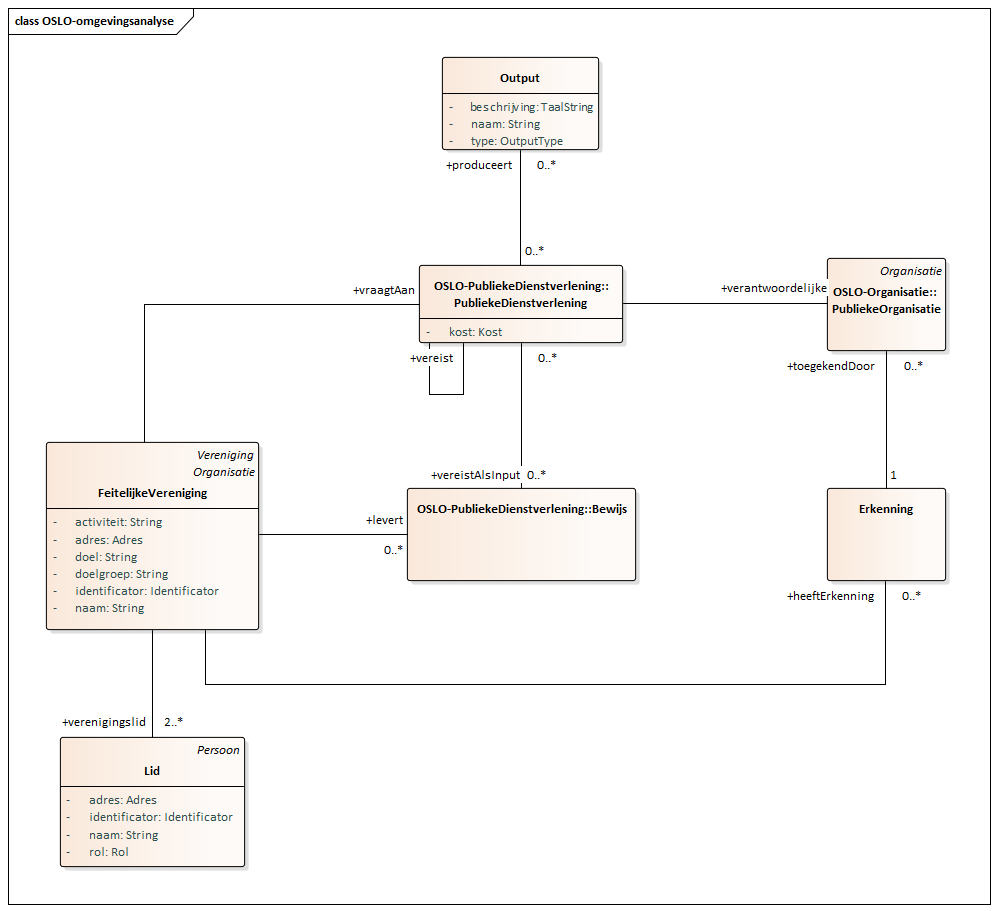 class OSLO-omgevingsanalyse
Output
- beschrijving: TaalString
- naam: String
- type: OutputType
+produceert 0..*
0..*
OSLO-PubliekeDienstverlening::
PubliekeDienstverlening
- kost: Kost
+vraagtAan
+verantwoordelijke
Organisatie
OSLO-Organisatie::
PubliekeOrganisatie
+vereist
0..*
+toegekendDoor 0..*
Vereniging
Organisatie
FeitelijkeVereniging
- activiteit: String
- adres: Adres
- doel: String
- doelgroep: String
- identificator: Identificator
- naam: String
+vereistAlsInput 0..*
1
+levert
0..*
OSLO-PubliekeDienstverlening::Bewijs
Erkenning
+heeftErkenning 0..*
+verenigingslid 2..*
Persoon
Lid
- adres: Adres
- identificator: Identificator
- naam: String
- rol: Rol